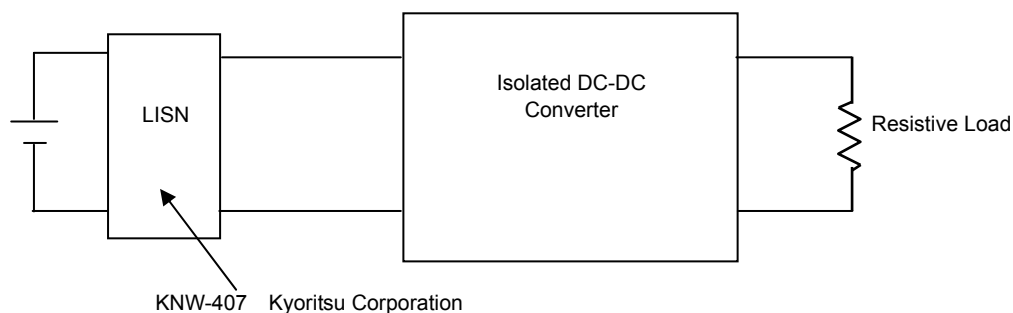 Isolated DC-DC
Converter
LISN
Resistive Load
KNW-407 Kyoritsu Corporation